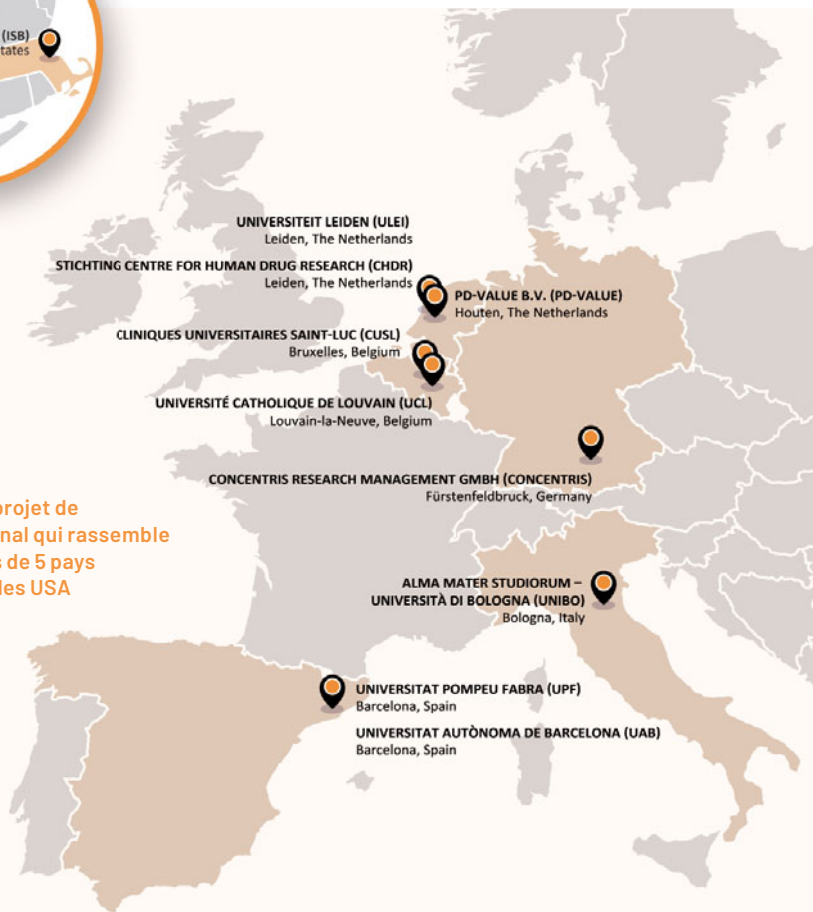 (ISB)
tates
UNIVERSITEIT LEIDEN (ULEI)
Leiden, The Netherlands
STICHTING CENTRE FOR HUMAN DRUG RESEARCH (CHDR)
Leiden, The Netherlands
PD-VALUE B.V. (PD-VALUE)
Houten, The Netherlands
CLINIQUES UNIVERSITAIRES SAINT-LUC (CUSL)
Bruxelles, Belgium
UNIVERSITÉ CATHOLIQUE DE LOUVAIN (UCL)
Louvain-la-Neuve, Belgium
CONCENTRIS RESEARCH MANAGEMENT GMBH (CONCENTRIS)
Fürstenfeldbruck, Germany
projet de
nal qui rassemble
s de 5 pays
les USA
ALMA MATER STUDIORUM –
UNIVERSITÀ DI BOLOGNA (UNIBO)
Bologna, Italy
UNIVERSITAT POMPEU FABRA (UPF)
Barcelona, Spain
UNIVERSITAT AUTÒNOMA DE BARCELONA (UAB)
Barcelona, Spain